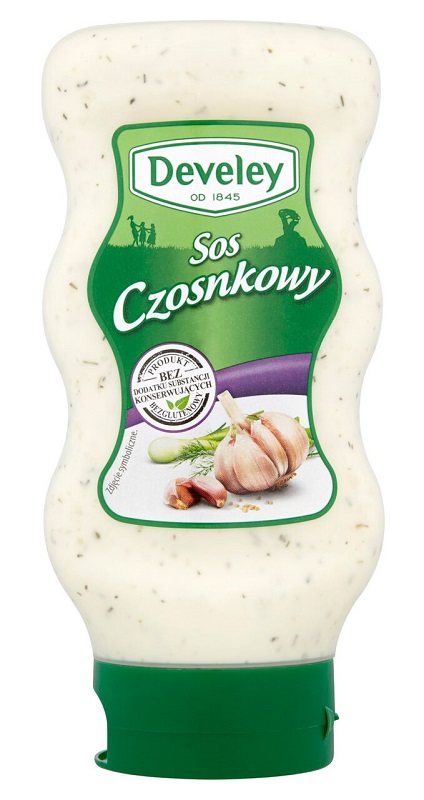 Develey
OD 1845
Sos
Czosnkowy
PRODUKT
BEZ
DODATKU SUBSTANCJI
KONSERWUJĄCYCH
BEZGLUTENOWY
Zdjęcie symboliczne.